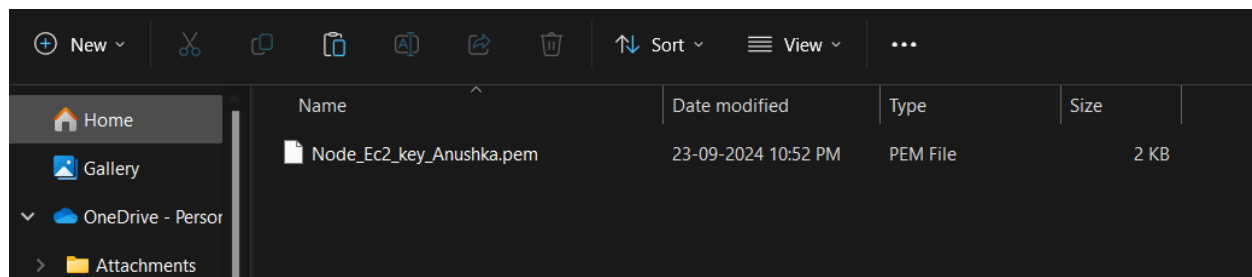 New Sort View
Name Date modified Type Size
Home
Node_Ec2_key_Anushka.pem 23-09-2024 10:52 PM PEM File 2 KB
Gallery
OneDrive - Persor
Attachments